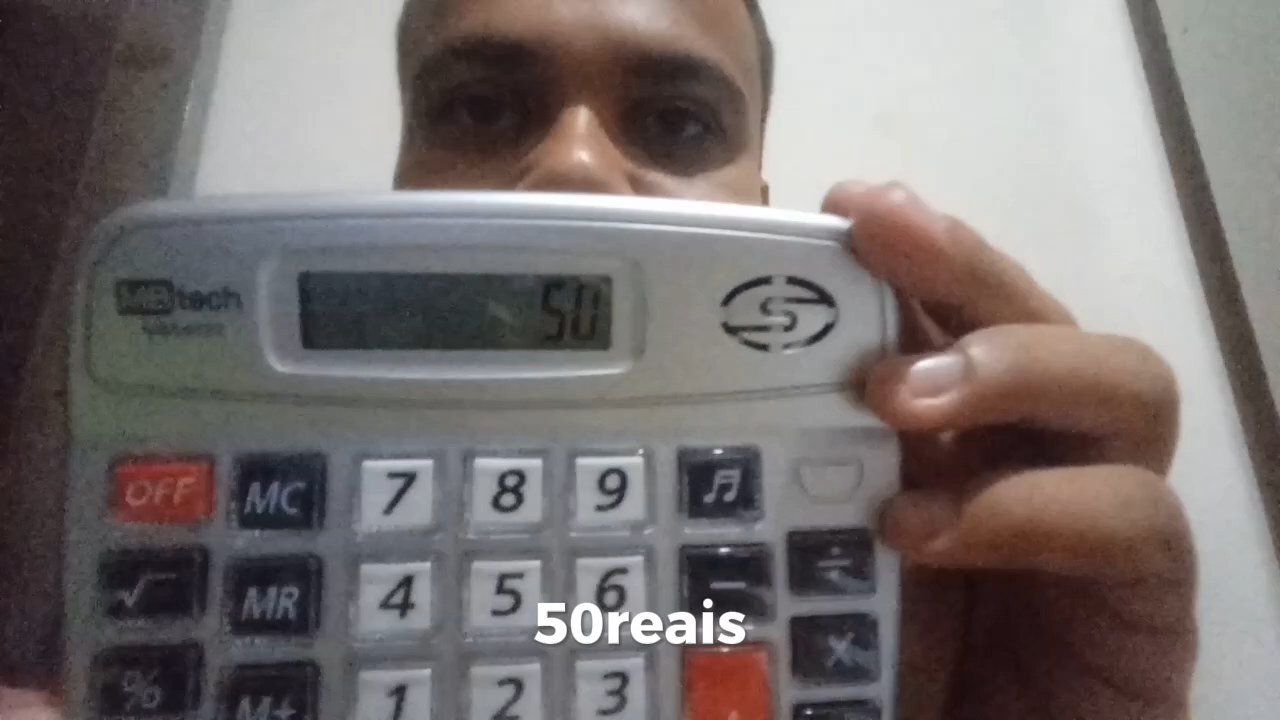 MBtech
50
S
OFF MC 7 8 9
÷
√ MR 4 5 6 −
×
50reais
% M+ 1 2 3